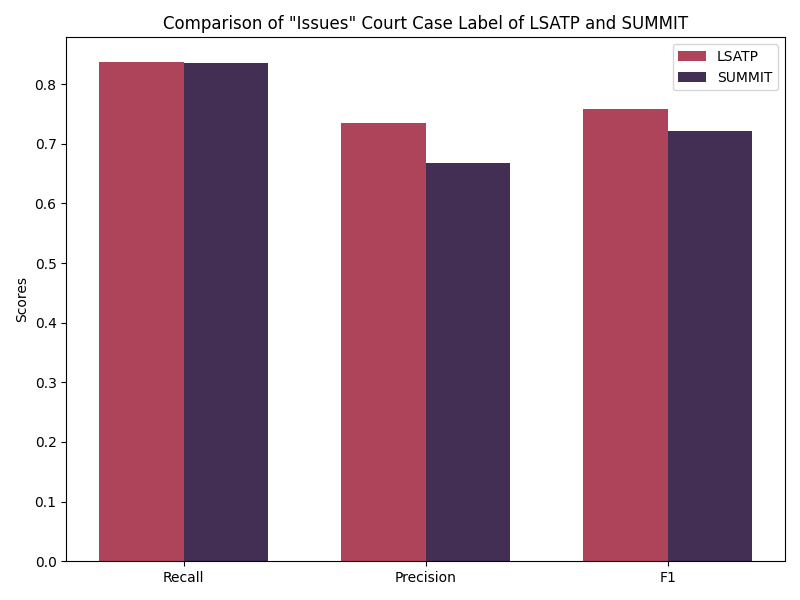 Comparison of "Issues" Court Case Label of LSATP and SUMMIT
LSATP
SUMMIT
Scores
0.8
0.7
0.6
0.5
0.4
0.3
0.2
0.1
0.0
Recall
Precision
F1